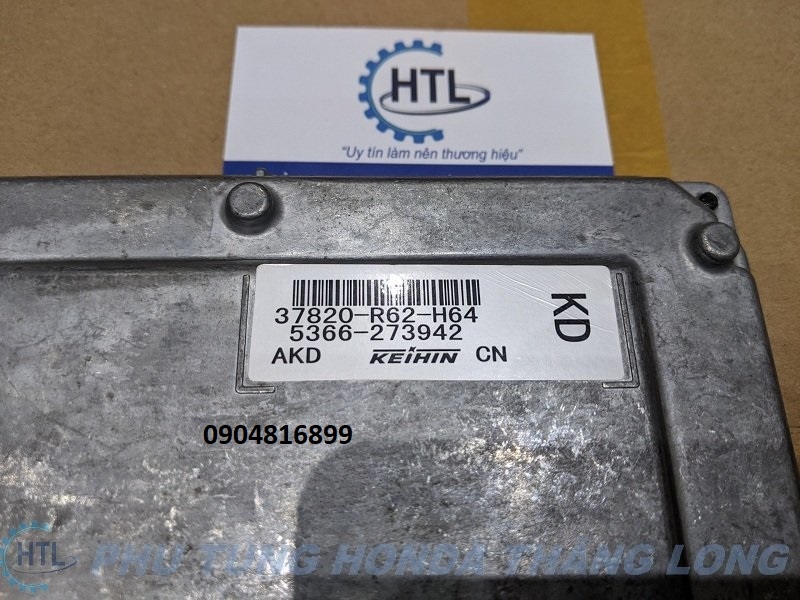 HTL
"Uy tín làm nên thương hiệu"
37820-R62-H64
5366-273942
AKD KEIHIN CN
KD
0904816899
HTL PHỤ TÙNG HONDA THĂNG LONG